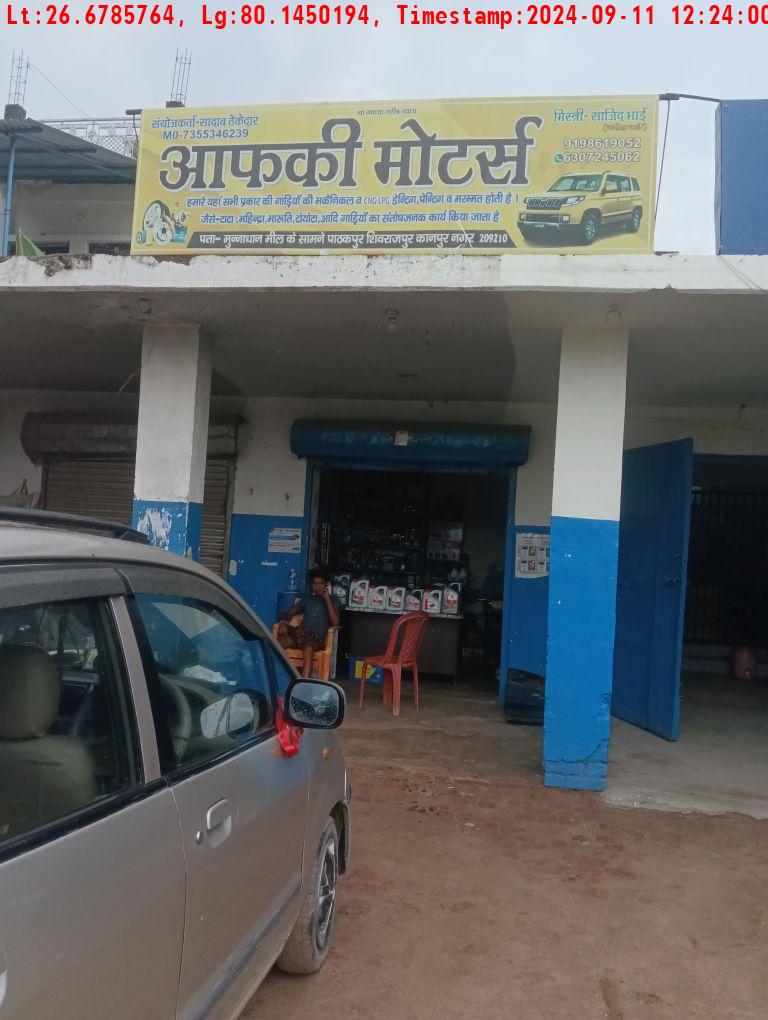 Lt:26.6785764, Lg:80.1450194, Timestamp:2024-09-11 12:24:00
या ख्वाजा गरीब नवाज
संयोजकर्ता-सादाब ठेकेदार
M0-7355346239
मिस्त्री- साजिद भाई
9198619052
6307245062
आफकी मोटर्स
हमारे यहां सभी प्रकार की गाड़ियों की मकैनिकल व CNG-LPG डेन्टिग,पेन्टिग व मरम्मत होती है ।
जैसे-टाटा ,महिन्द्रा,मारूति,टोयोटा,आदि गाड़ियों का संतोषजनक कार्य किया जाता है
पता- मुन्नाधान मील के सामने पाठकपुर शिवराजपुर कानपुर नगर 209210